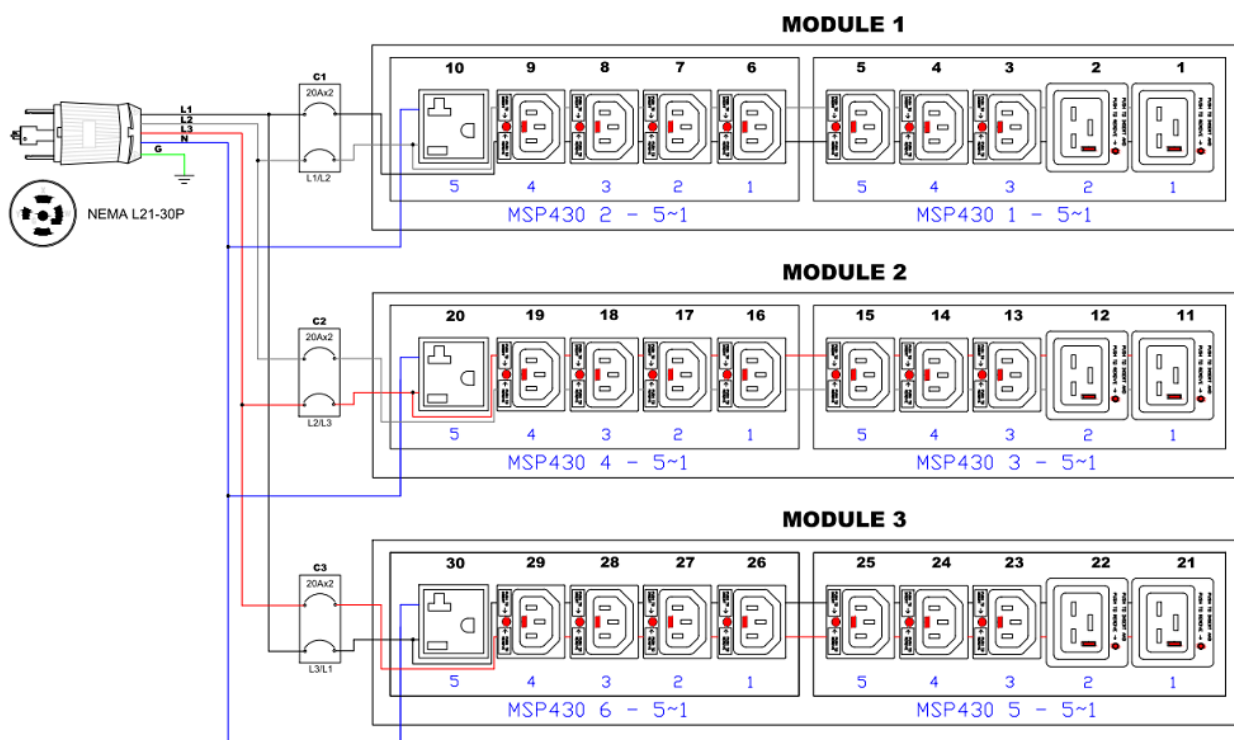 MODULE 1
C1
20Ax2
L1/L2
L1
L2
L3
N
G
NEMA L21-30P
10 9 8 7 6 5 4 3 2 1
5 4 3 2 1 5 4 3 2 1
MSP430 2 - 5~1 MSP430 1 - 5~1
MODULE 2
C2
20Ax2
L2/L3
20 19 18 17 16 15 14 13 12 11
5 4 3 2 1 5 4 3 2 1
MSP430 4 - 5~1 MSP430 3 - 5~1
MODULE 3
C3
20Ax2
L3/L1
30 29 28 27 26 25 24 23 22 21
5 4 3 2 1 5 4 3 2 1
MSP430 6 - 5~1 MSP430 5 - 5~1